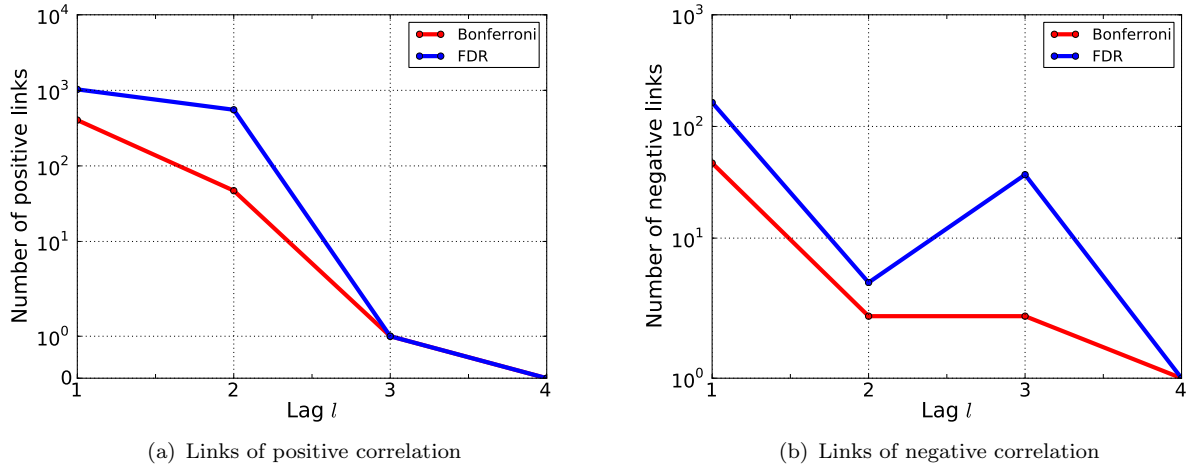 10^4
10^3
10^2
10^1
10^0
0
1
2
3
4
Number of positive links
Lag l
Bonferroni
FDR
(a) Links of positive correlation
10^3
10^2
10^1
10^0
1
2
3
4
Number of negative links
Lag l
Bonferroni
FDR
(b) Links of negative correlation